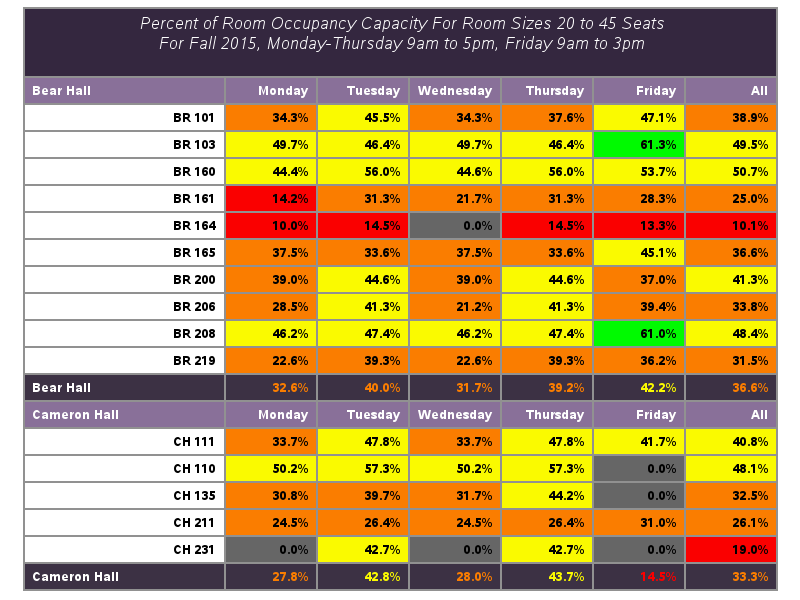 Percent of Room Occupancy Capacity For Room Sizes 20 to 45 Seats
For Fall 2015, Monday-Thursday 9am to 5pm, Friday 9am to 3pm
Bear Hall Monday Tuesday Wednesday Thursday Friday All
BR 101 34.3% 45.5% 34.3% 37.6% 47.1% 38.9%
BR 103 49.7% 46.4% 49.7% 46.4% 61.3% 49.5%
BR 160 44.4% 56.0% 44.6% 56.0% 53.7% 50.7%
BR 161 14.2% 31.3% 21.7% 31.3% 28.3% 25.0%
BR 164 10.0% 14.5% 0.0% 14.5% 13.3% 10.1%
BR 165 37.5% 33.6% 37.5% 33.6% 45.1% 36.6%
BR 200 39.0% 44.6% 39.0% 44.6% 37.0% 41.3%
BR 206 28.5% 41.3% 21.2% 41.3% 39.4% 33.8%
BR 208 46.2% 47.4% 46.2% 47.4% 61.0% 48.4%
BR 219 22.6% 39.3% 22.6% 39.3% 36.2% 31.5%
Bear Hall 32.6% 40.0% 31.7% 39.2% 42.2% 36.6%
Cameron Hall Monday Tuesday Wednesday Thursday Friday All
CH 111 33.7% 47.8% 33.7% 47.8% 41.7% 40.8%
CH 110 50.2% 57.3% 50.2% 57.3% 0.0% 48.1%
CH 135 30.8% 39.7% 31.7% 44.2% 0.0% 32.5%
CH 211 24.5% 26.4% 24.5% 26.4% 31.0% 26.1%
CH 231 0.0% 42.7% 0.0% 42.7% 0.0% 19.0%
Cameron Hall 27.8% 42.8% 28.0% 43.7% 14.5% 33.3%